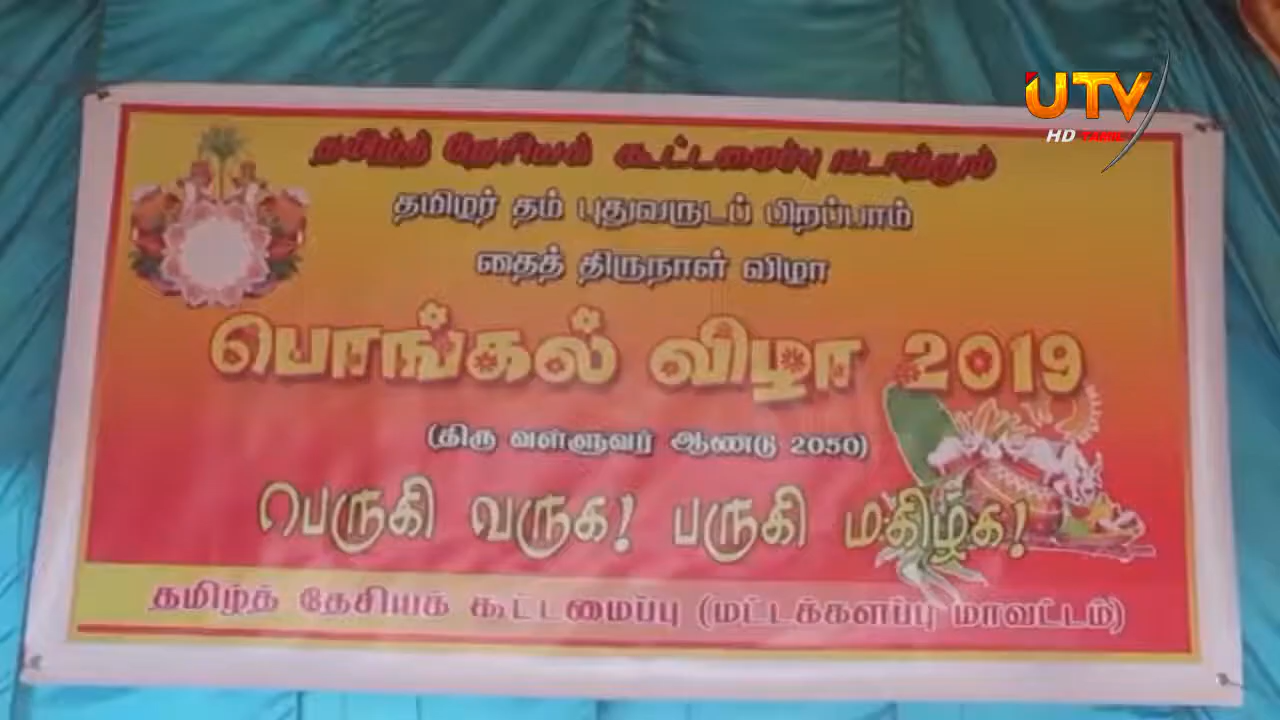 UTV
HD TAMIL
தமிழ்த் தேசியக் கூட்டமைப்பு நடாத்தும்
தமிழர் தம் புதுவருடப் பிறப்பாம்
தைத் திருநாள் விழா
பொங்கல் விழா 2019
(திரு வள்ளுவர் ஆண்டு 2050)
பெருகி வருக! பருகி மகிழ்க!
தமிழ்த் தேசியக் கூட்டமைப்பு (மட்டக்களப்பு மாவட்டம்)